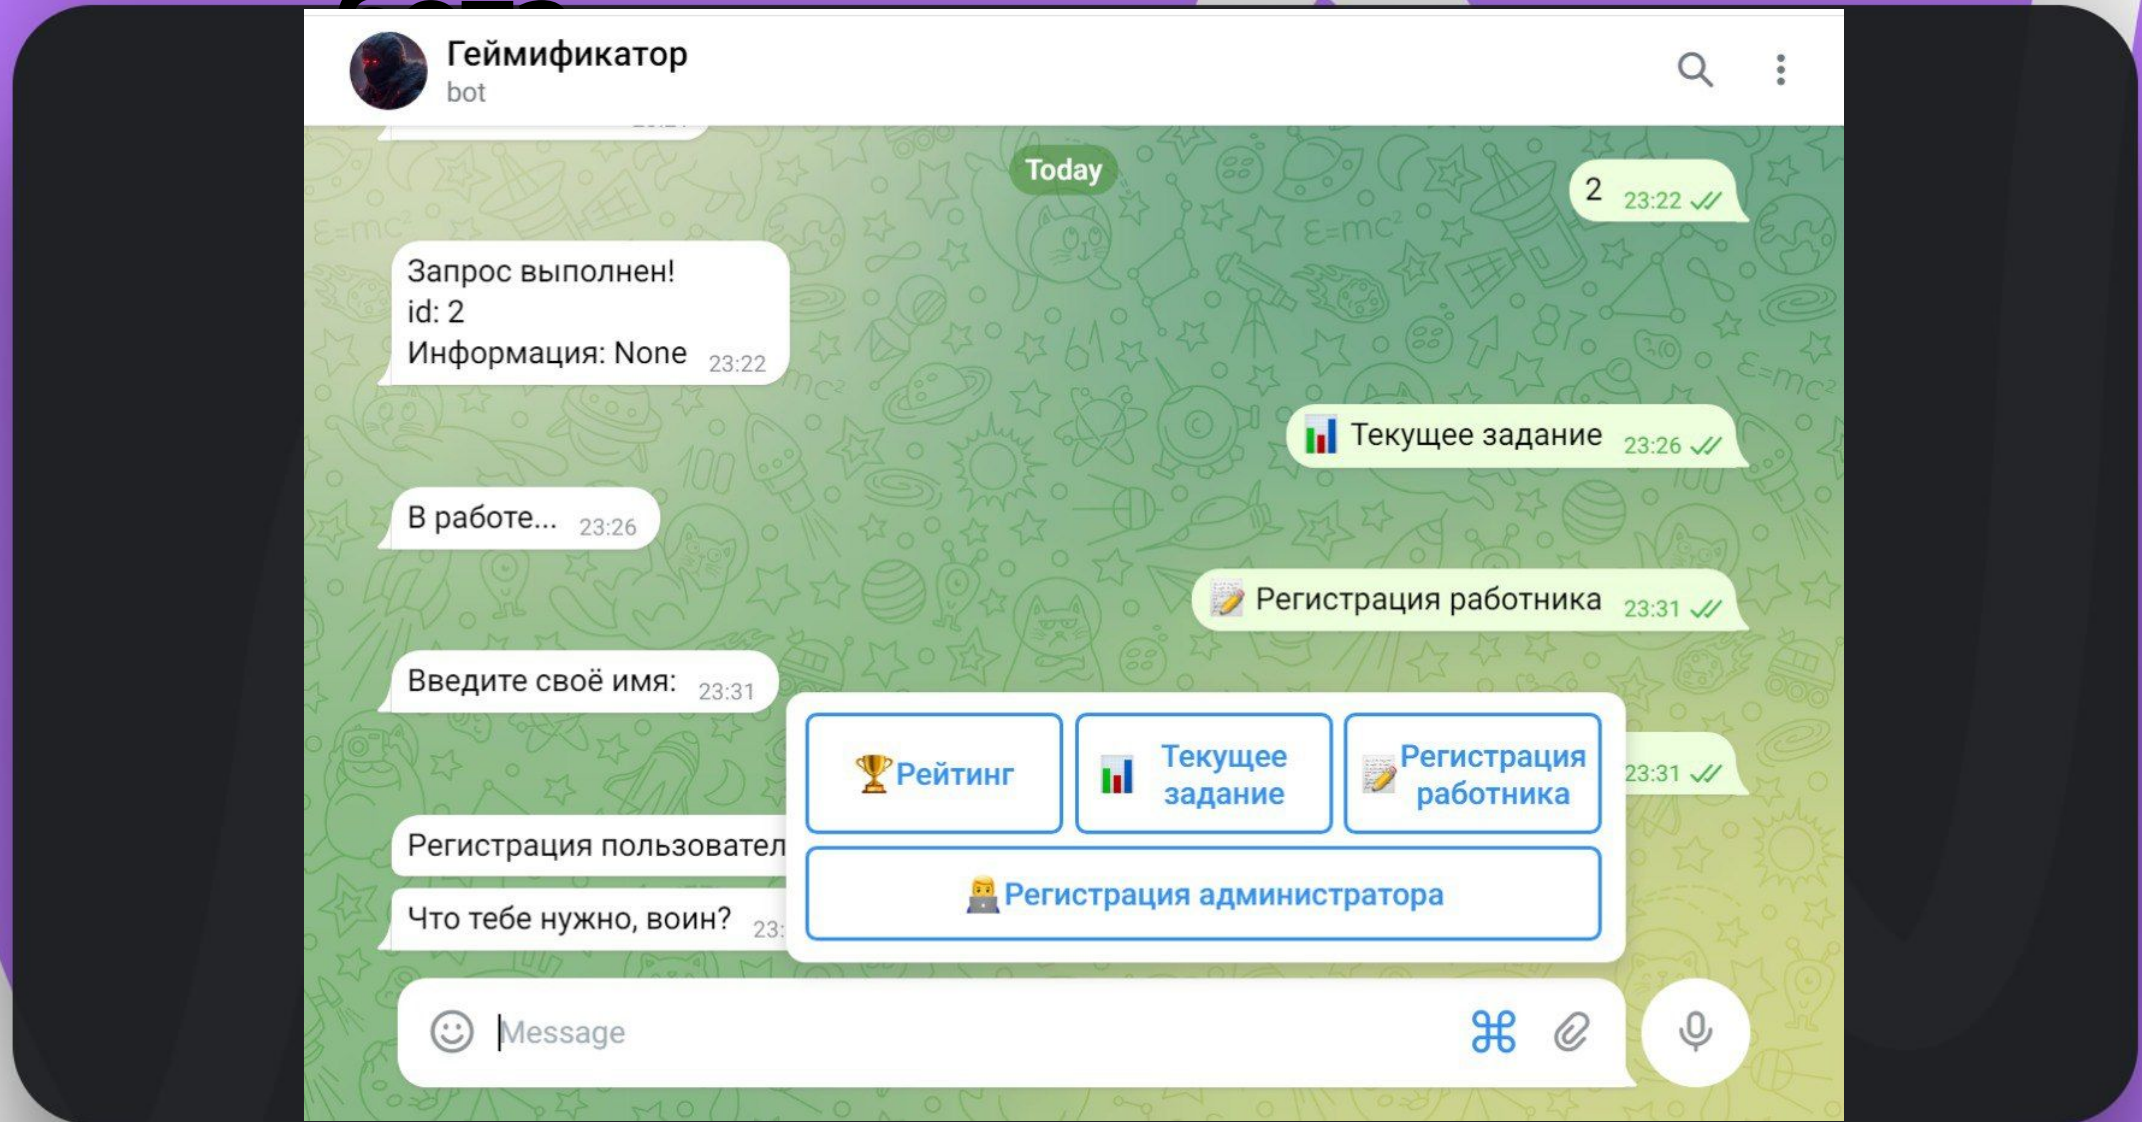 Геймификатор
bot
Today
2 23:22
Запрос выполнен!
id: 2
Информация: None 23:22
Текущее задание 23:26
В работе... 23:26
Регистрация работника 23:31
Введите своё имя: 23:31
23:31
Рейтинг
Текущее
задание
Регистрация
работника
Регистрация администратора
Регистрация
Что тебе нужно, воин?
Message